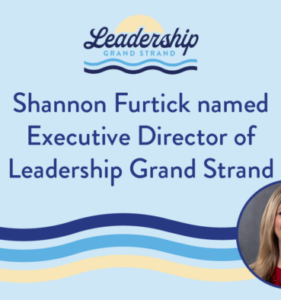 Leadership
GRAND STRAND
Shannon Furtick named
Executive Director of
Leadership Grand Strand